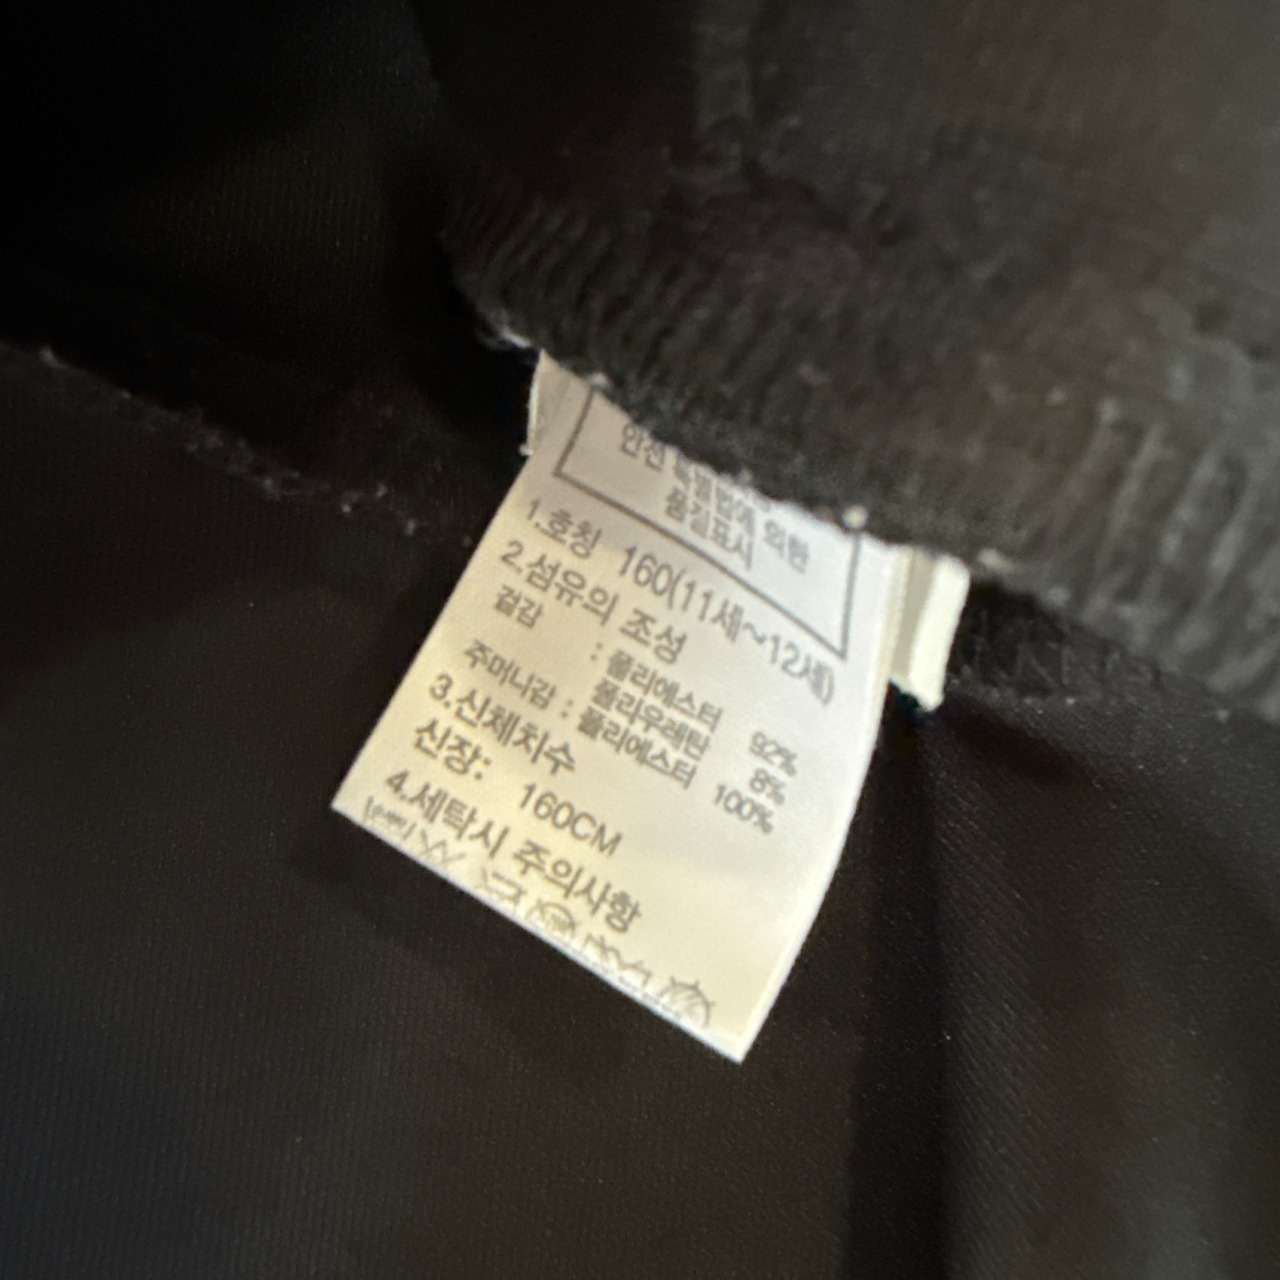 안전 특별법에 의한
품질표시
1.호칭 160(11세~12세)
2.섬유의 조성
겉감 : 폴리에스터 92%
폴리우레탄 8%
주머니감 : 폴리에스터 100%
3.신체치수
신장: 160CM
4.세탁시 주의사항